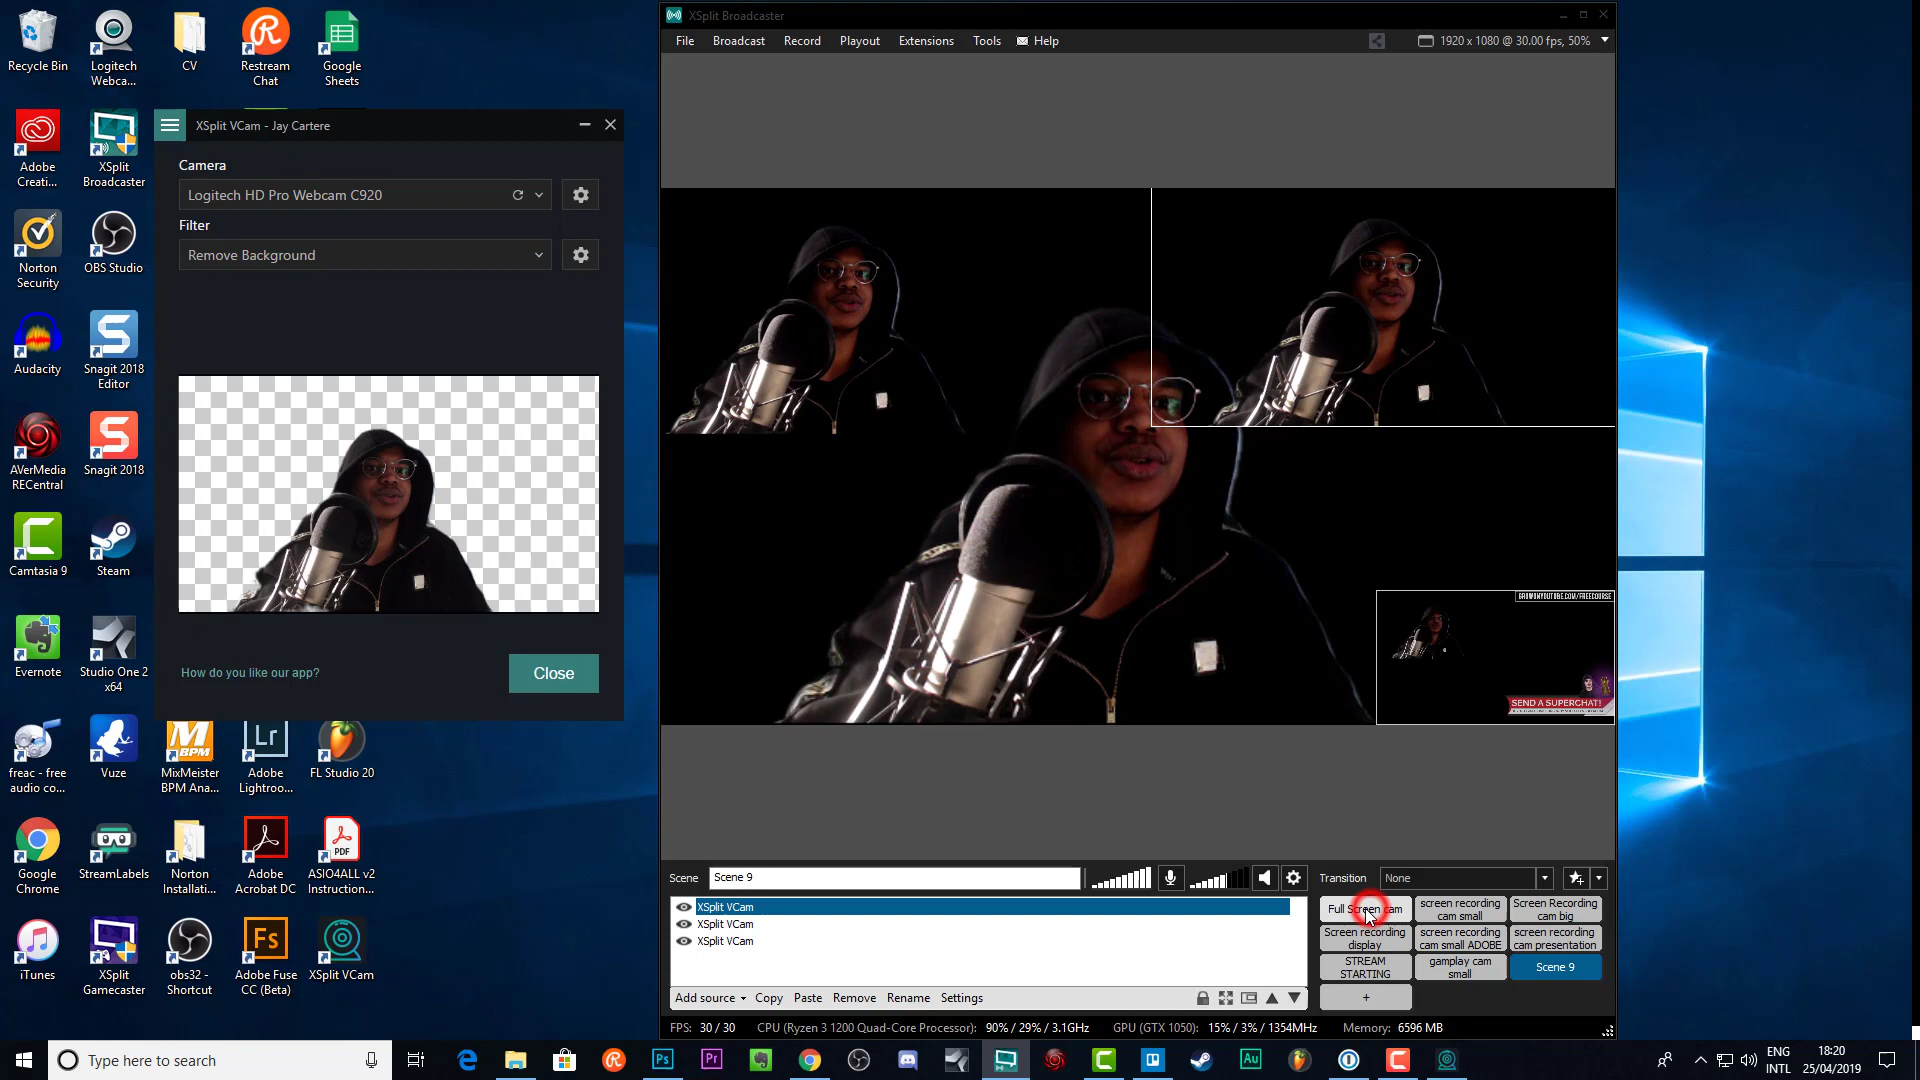 Recycle Bin
Logitech
Webca...
CV
Restream
Chat
Google
Sheets
Adobe
Creati...
XSplit
Broadcaster
Norton
Security
OBS Studio
Audacity
Snagit 2018
Editor
AVerMedia
RECentral
Snagit 2018
Camtasia 9
Steam
Evernote
Studio One 2
x64
freac - free
audio co...
Vuze
MixMeister
BPM Ana...
Adobe
Lightroo...
FL Studio 20
Google
Chrome
StreamLabels
Norton
Installati...
Adobe
Acrobat DC
ASIO4ALL v2
Instruction...
iTunes
XSplit
Gamecaster
obs32 -
Shortcut
Adobe Fuse
CC (Beta)
XSplit VCam
XSplit VCam - Jay Cartere
Camera
Logitech HD Pro Webcam C920
Filter
Remove Background
How do you like our app?
Close
XSplit Broadcaster
File Broadcast Record Playout Extensions Tools Help
1920 x 1080 @ 30.00 fps, 50%
GROWONYOUTUBE.COM/FREECOURSE
SEND A SUPERCHAT!
Scene
Scene 9
Transition
None
XSplit VCam
XSplit VCam
XSplit VCam
Add source Copy Paste Remove Rename Settings
Full Screen cam
screen recording
cam small
Screen Recording
cam big
Screen recording
display
screen recording
cam small ADOBE
screen recording
cam presentation
STREAM
STARTING
gamplay cam
small
Scene 9
+
FPS: 30 / 30 CPU (Ryzen 3 1200 Quad-Core Processor): 90% / 29% / 3.1GHz GPU (GTX 1050): 15% / 3% / 1354MHz Memory: 6596 MB
Type here to search
ENG
INTL
18:20
25/04/2019